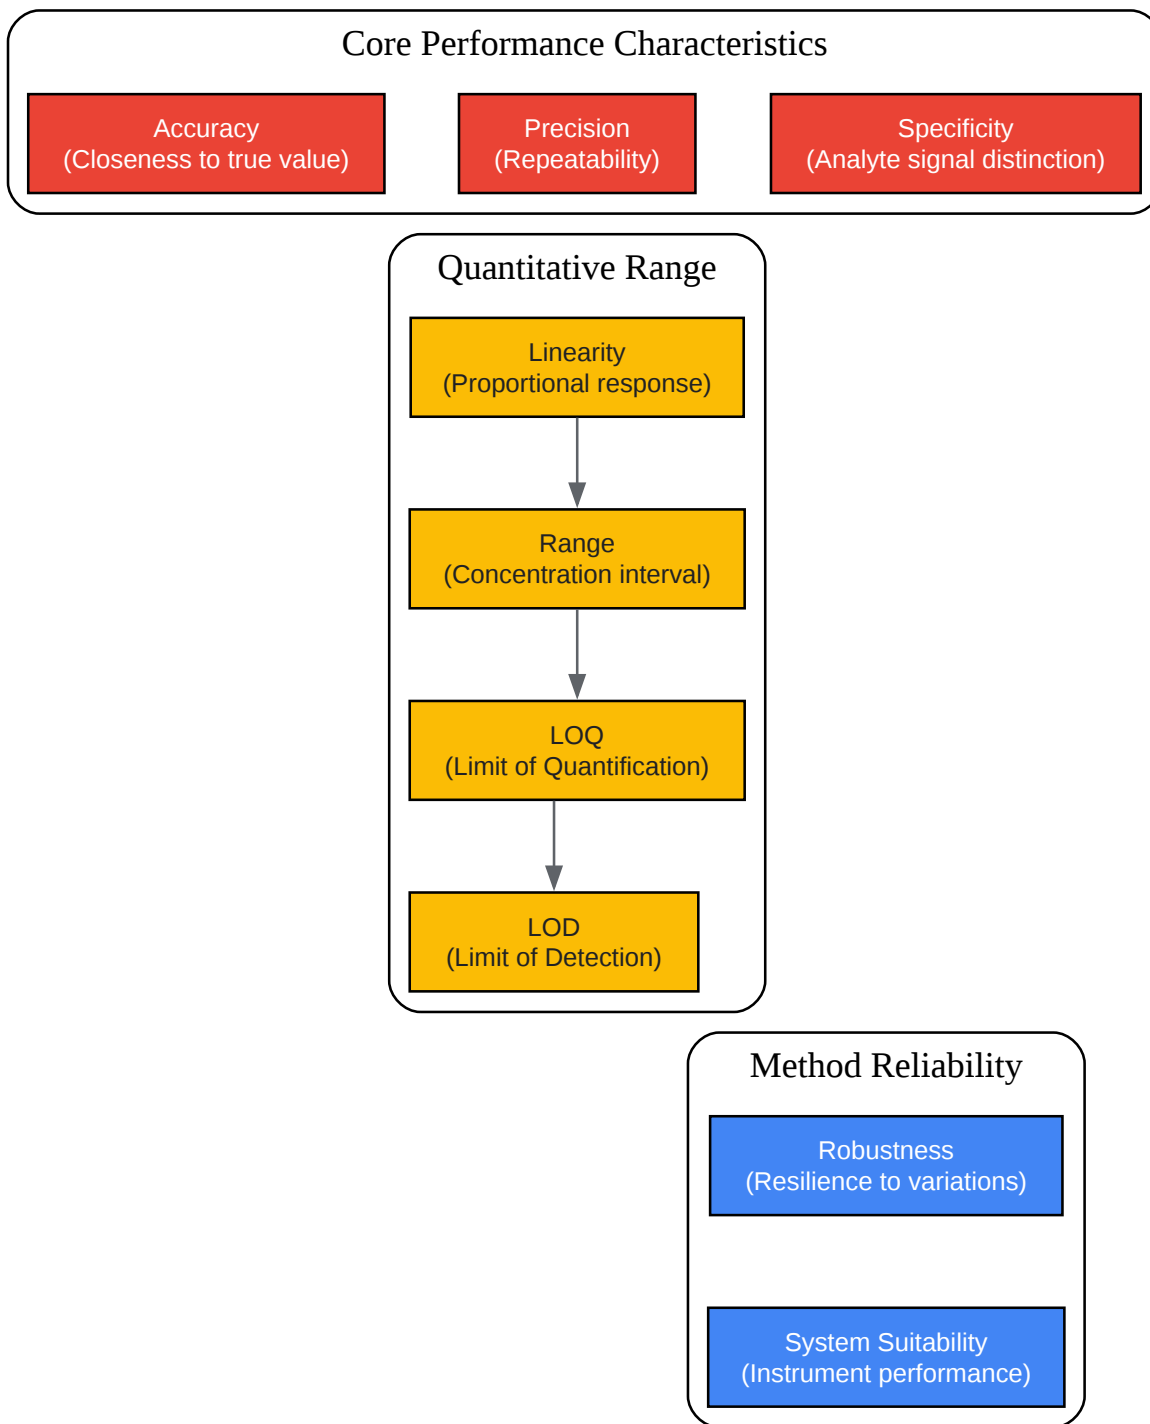 Core Performance Characteristics
Accuracy
(Closeness to true value)
Precision
(Repeatability)
Specificity
(Analyte signal distinction)
Quantitative Range
Linearity
(Proportional response)
Range
(Concentration interval)
LOQ
(Limit of Quantification)
LOD
(Limit of Detection)
Method Reliability
Robustness
(Resilience to variations)
System Suitability
(Instrument performance)